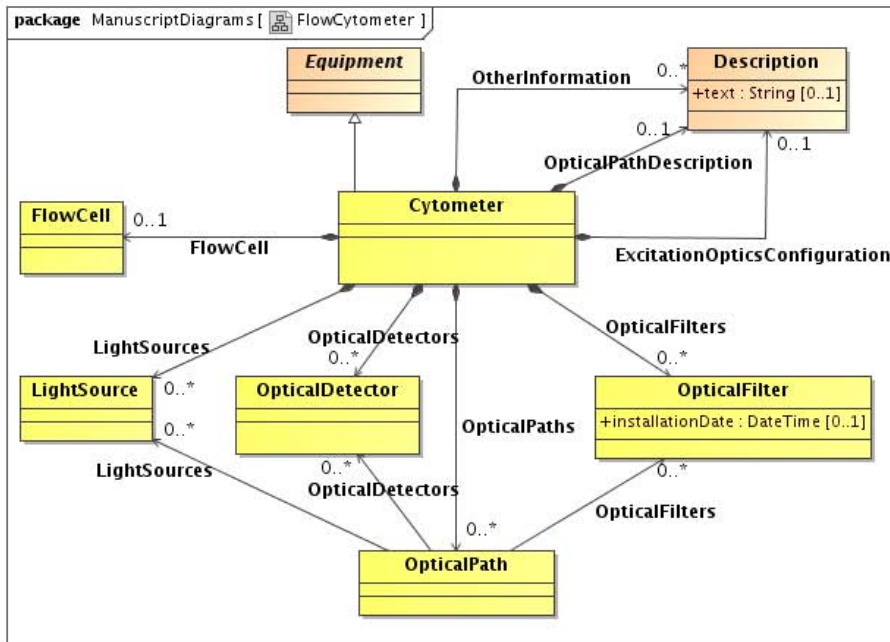 package ManuscriptDiagrams [ FlowCytometer ]
Equipment
Description
+text : String [0..1]
OtherInformation
0..*
0..1
OpticalPathDescription
0..1
Cytometer
FlowCell
0..1
FlowCell
ExcitationOpticsConfiguration
LightSources
OpticalDetectors
OpticalFilters
0..*
0..*
0..*
LightSource
OpticalDetector
OpticalFilter
+installationDate : DateTime [0..1]
0..*
OpticalPaths
LightSources
0..*
OpticalDetectors
0..*
OpticalFilters
0..*
OpticalPath